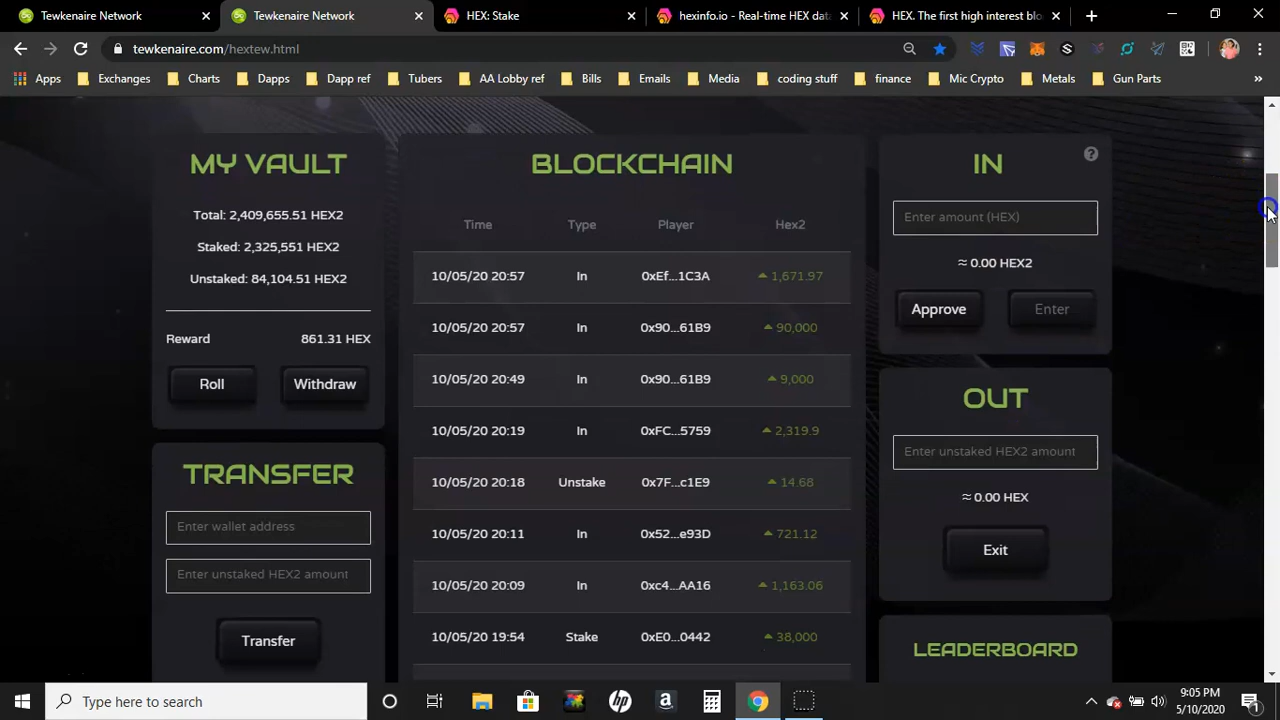 Tewkenaire Network
Tewkenaire Network
HEX: Stake
hexinfo.io - Real-time HEX dat
HEX. The first high interest blo
tewkenaire.com/hextew.html
Apps Exchanges Charts Dapps Dapp ref Tubers AA Lobby ref Bills Emails Media coding stuff finance Mic Crypto Metals Gun Parts »
MY VAULT
Total: 2,409,655.51 HEX2
Staked: 2,325,551 HEX2
Unstaked: 84,104.51 HEX2
Reward 861.31 HEX
Roll Withdraw
TRANSFER
Enter wallet address
Enter unstaked HEX2 amount
Transfer
BLOCKCHAIN
Time Type Player Hex2
10/05/20 20:57 In 0xEf...1C3A 1,671.97
10/05/20 20:57 In 0x90...61B9 90,000
10/05/20 20:49 In 0x90...61B9 9,000
10/05/20 20:19 In 0xFC...5759 2,319.9
10/05/20 20:18 Unstake 0x7F...c1E9 14.68
10/05/20 20:11 In 0x52...e93D 721.12
10/05/20 20:09 In 0xc4...AA16 1,163.06
10/05/20 19:54 Stake 0xE0...0442 38,000
IN
?
Enter amount (HEX)
≈ 0.00 HEX2
Approve Enter
OUT
Enter unstaked HEX2 amount
≈ 0.00 HEX
Exit
LEADERBOARD
Type here to search
hp
a
9:05 PM
5/10/2020
1